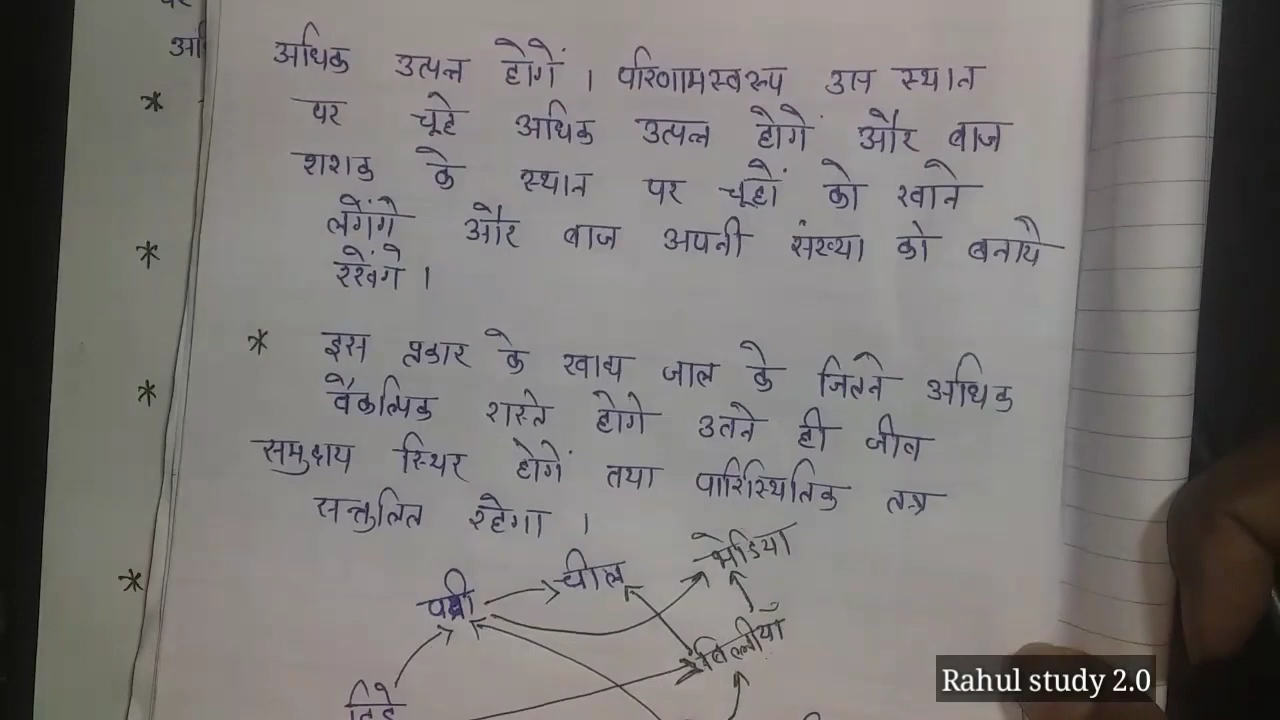 अधिक उत्पन्न होगें । परिणामस्वरूप उस स्थान
पर चूहे अधिक उत्पन्न होगें और बाज
शशक के स्थान पर चूहों को खाने
लगेंगे और बाज अपनी संख्या को बनाये
रखेंगे ।
* इस प्रकार के खाद्य जाल के जितने अधिक
वैकल्पिक रास्ते होगे उतने ही जीव
समुदाय स्थिर होगें तथा पारिस्थितिक तन्त्र
सन्तुलित रहेगा ।
भेडिया
चील
पक्षी
बिल्लीयाँ
Rahul study 2.0